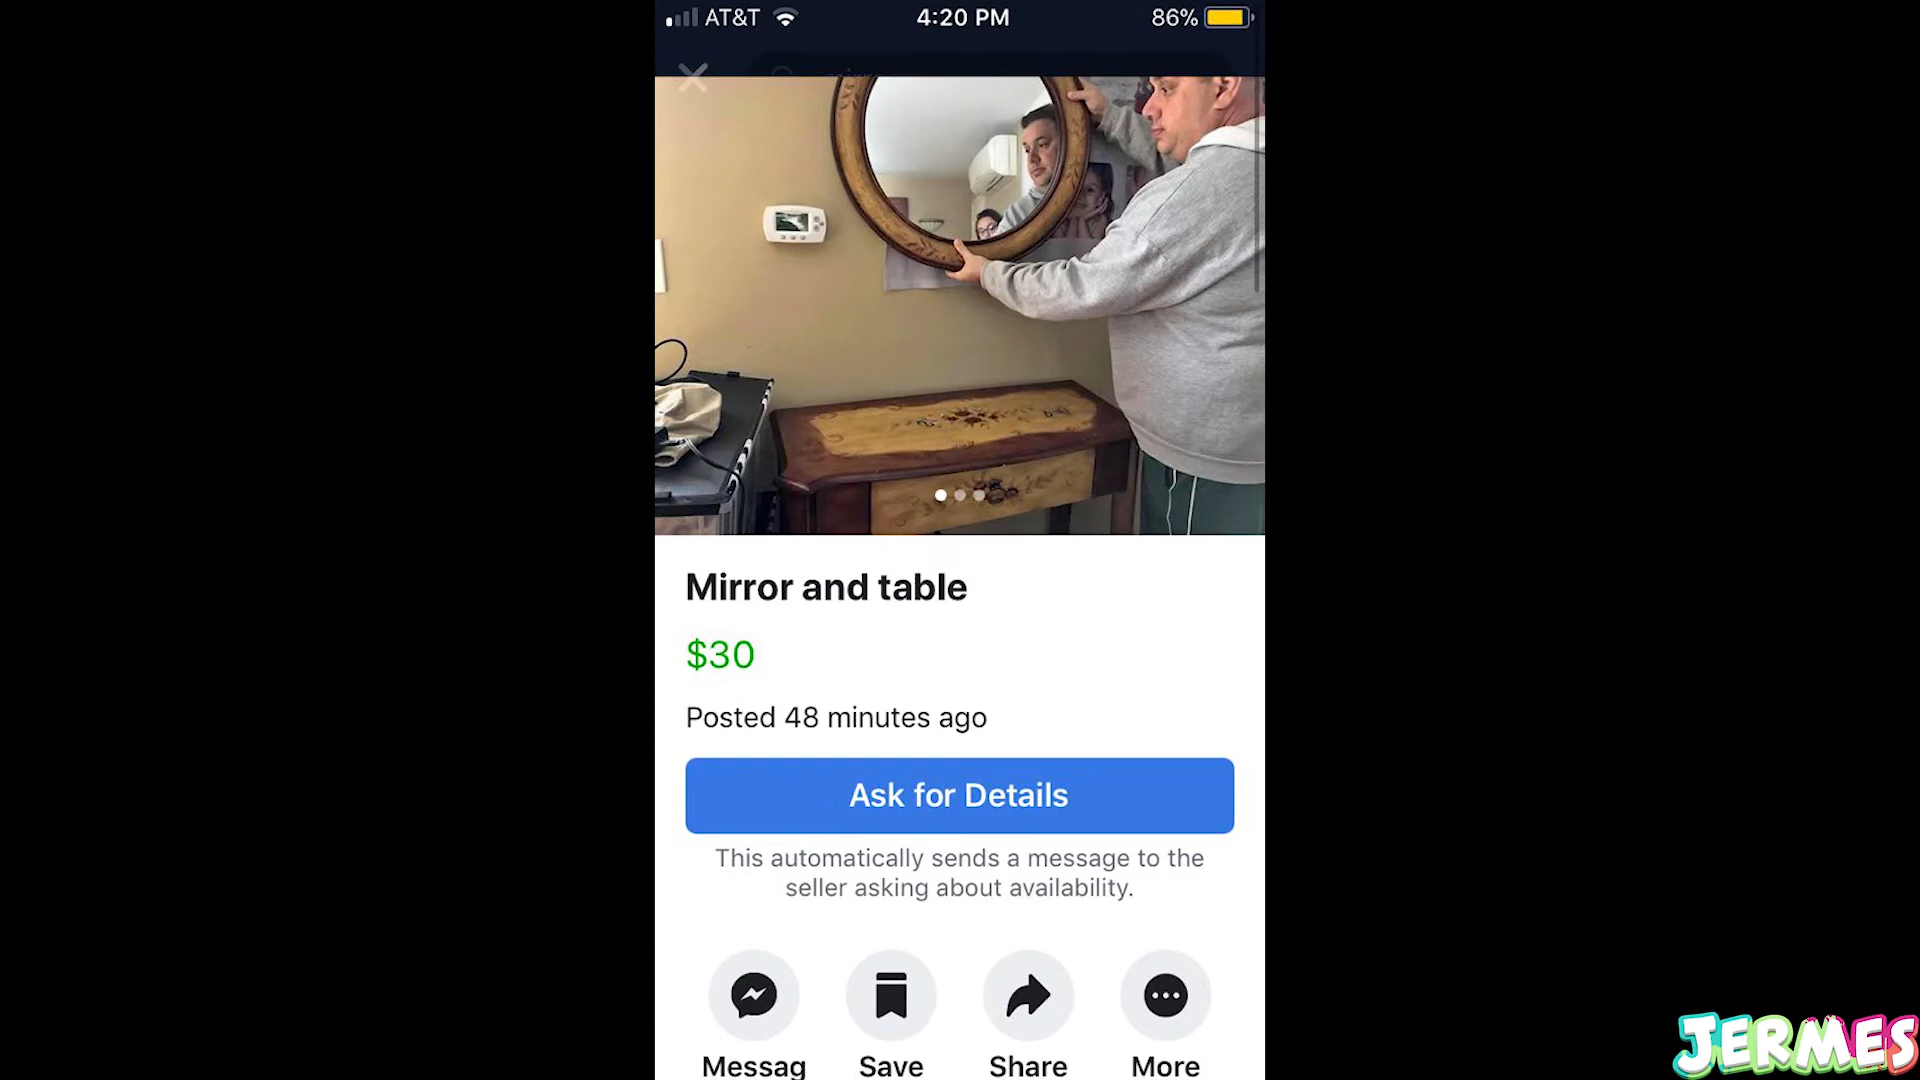 AT&T
4:20 PM
86%
Mirror and table
$30
Posted 48 minutes ago
Ask for Details
This automatically sends a message to the
seller asking about availability.
Messag
Save
Share
More
JERMES